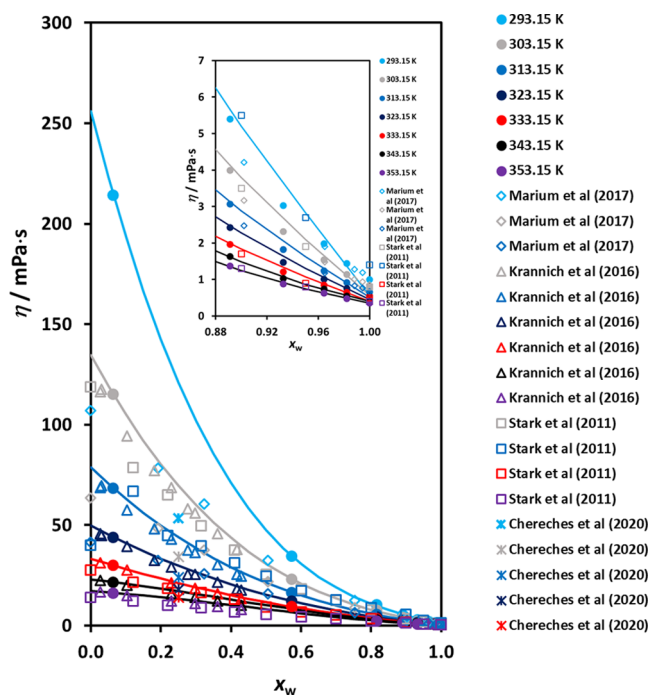 300
250
200
150
100
50
0
η / mPa·s
0.0
0.2
0.4
0.6
0.8
1.0
xw
7
6
5
4
3
2
1
0
η / mPa·s
0.88
0.92
0.96
1.00
xw
293.15 K
303.15 K
313.15 K
323.15 K
333.15 K
343.15 K
353.15 K
Marium et
al (2017)
Marium et
al (2017)
Marium et
al (2017)
Stark et al
(2011)
Stark et al
(2011)
Stark et al
(2011)
Stark et al
(2011)
293.15 K
303.15 K
313.15 K
323.15 K
333.15 K
343.15 K
353.15 K
Marium et al (2017)
Marium et al (2017)
Marium et al (2017)
Krannich et al (2016)
Krannich et al (2016)
Krannich et al (2016)
Krannich et al (2016)
Krannich et al (2016)
Krannich et al (2016)
Stark et al (2011)
Stark et al (2011)
Stark et al (2011)
Stark et al (2011)
Chereches et al (2020)
Chereches et al (2020)
Chereches et al (2020)
Chereches et al (2020)
Chereches et al (2020)